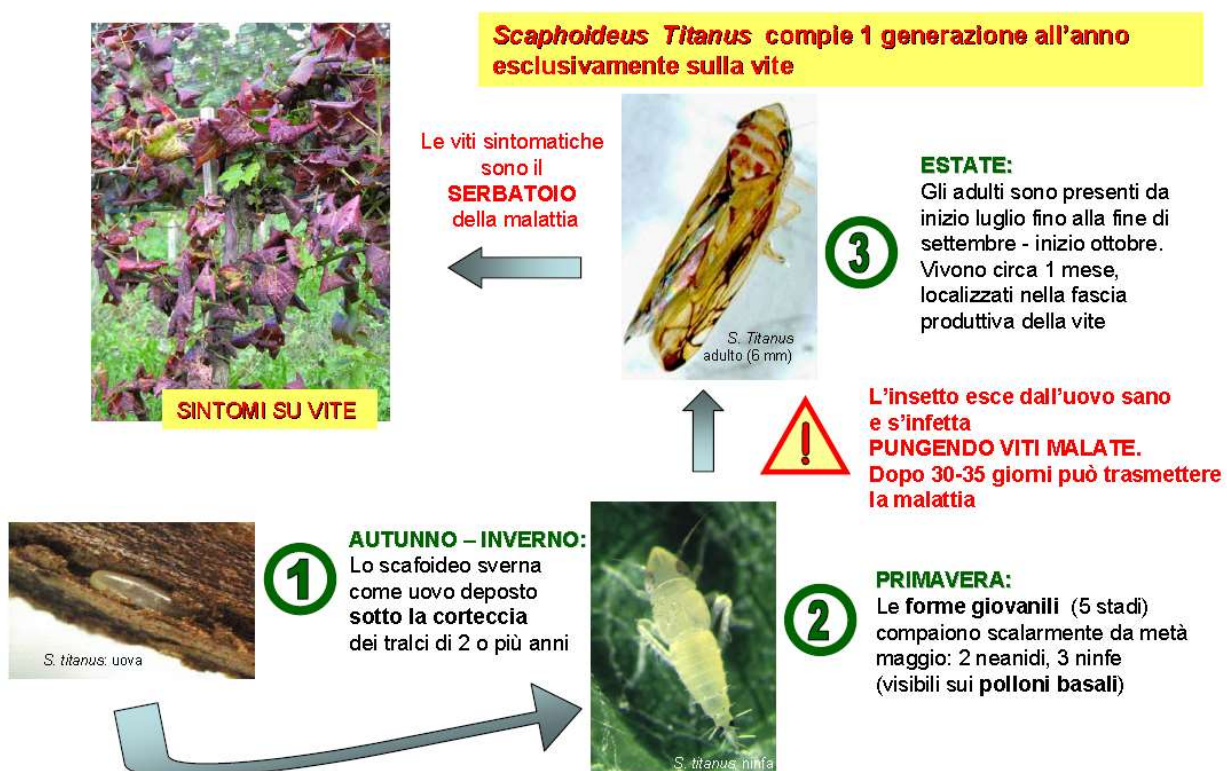 Scaphoideus Titanus compie 1 generazione all'anno
esclusivamente sulla vite
Le viti sintomatiche
sono il
SERBATOIO
della malattia
SINTOMI SU VITE
S. Titanus
adulto (6 mm)
3
ESTATE:
Gli adulti sono presenti da
inizio luglio fino alla fine di
settembre - inizio ottobre.
Vivono circa 1 mese,
localizzati nella fascia
produttiva della vite
!
L'insetto esce dall'uovo sano
e s'infetta
PUNGENDO VITI MALATE.
Dopo 30-35 giorni può trasmettere
la malattia
S. titanus: uova
1
AUTUNNO – INVERNO:
Lo scafoideo sverna
come uovo deposto
sotto la corteccia
dei tralci di 2 o più anni
S. titanus: ninfa
2
PRIMAVERA:
Le forme giovanili (5 stadi)
compaiono scalarmente da metà
maggio: 2 neanidi, 3 ninfe
(visibili sui polloni basali)